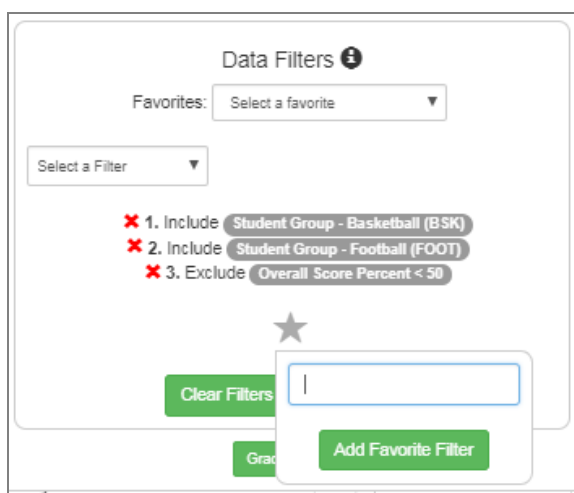 Data Filters
Favorites: Select a favorite
Select a Filter
1. Include Student Group - Basketball (BSK)
2. Include Student Group - Football (FOOT)
3. Exclude Overall Score Percent < 50
Clear Filters
Add Favorite Filter